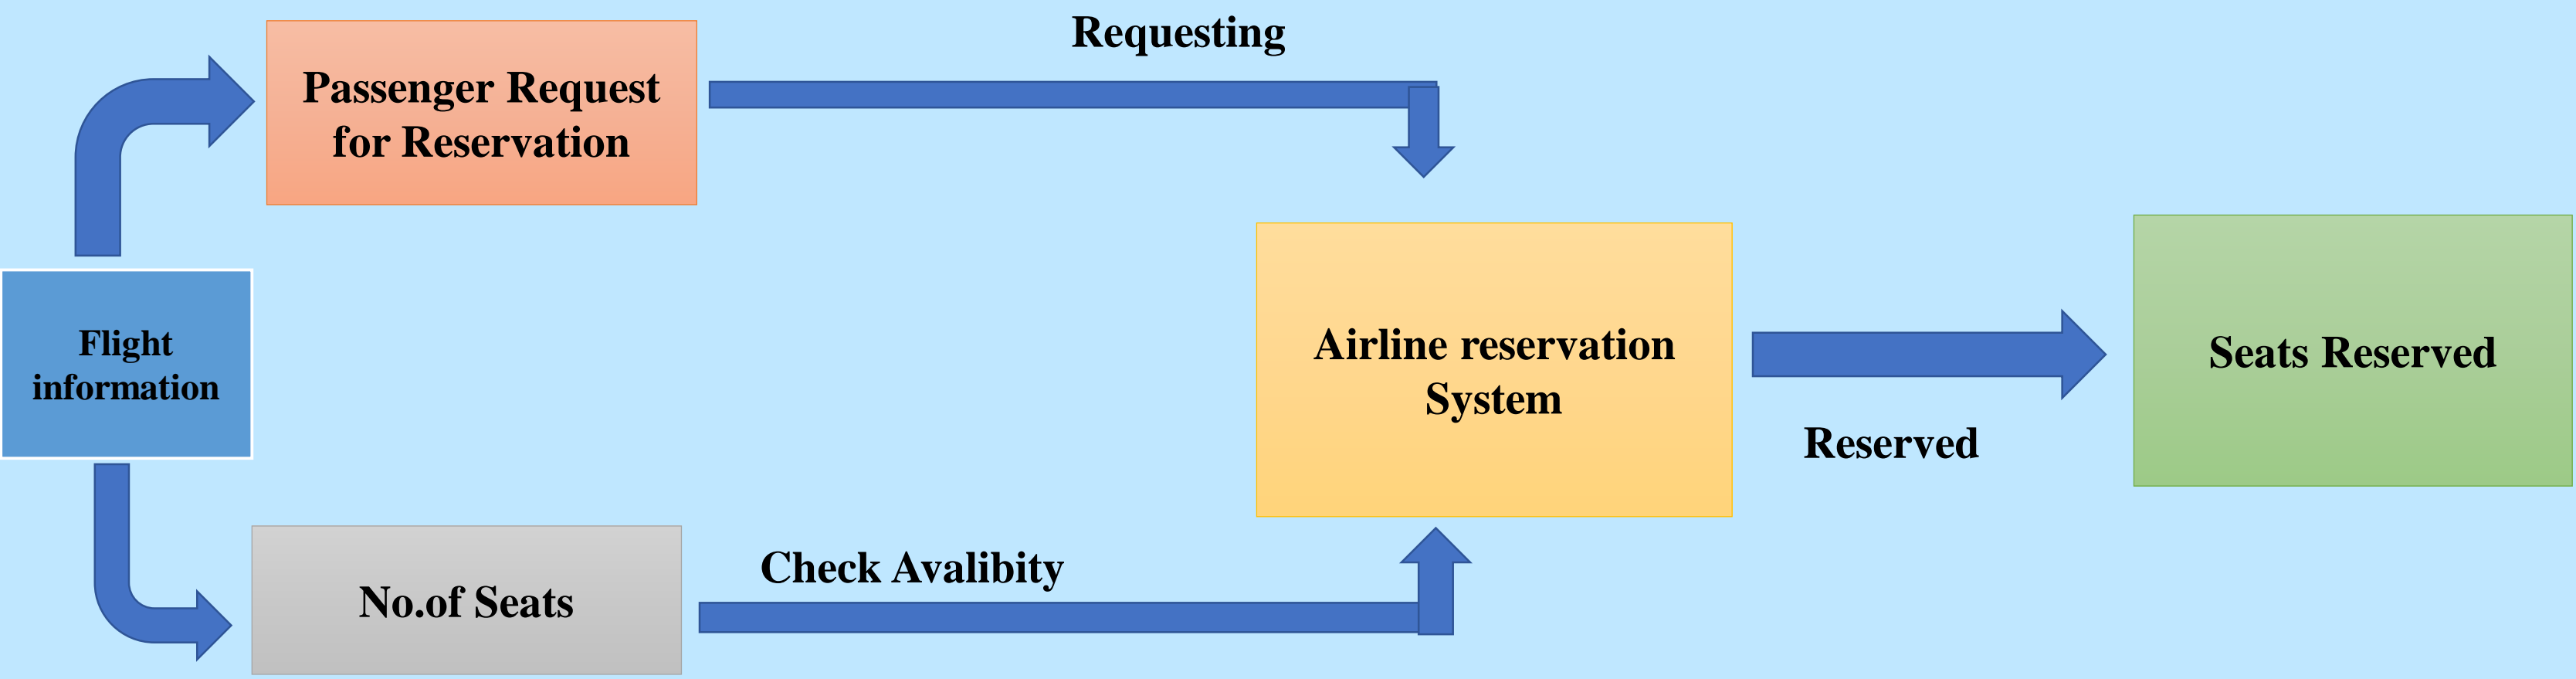 Requesting
Passenger Request
for Reservation
Flight
information
Airline reservation
System
Seats Reserved
Reserved
Check Avalibity
No.of Seats